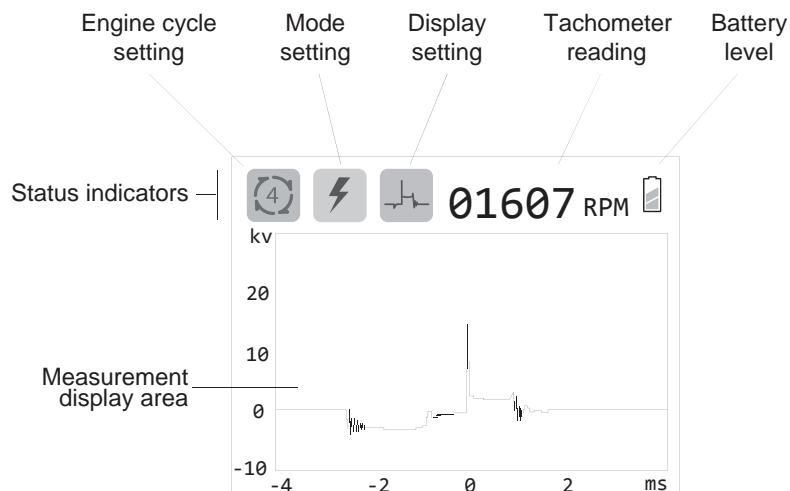 Engine cycle
setting
Mode
setting
Display
setting
Tachometer
reading
Battery
level
Status indicators
4
01607 RPM
kv
20
10
Measurement
display area
0
-10
-4 -2 0 2 ms